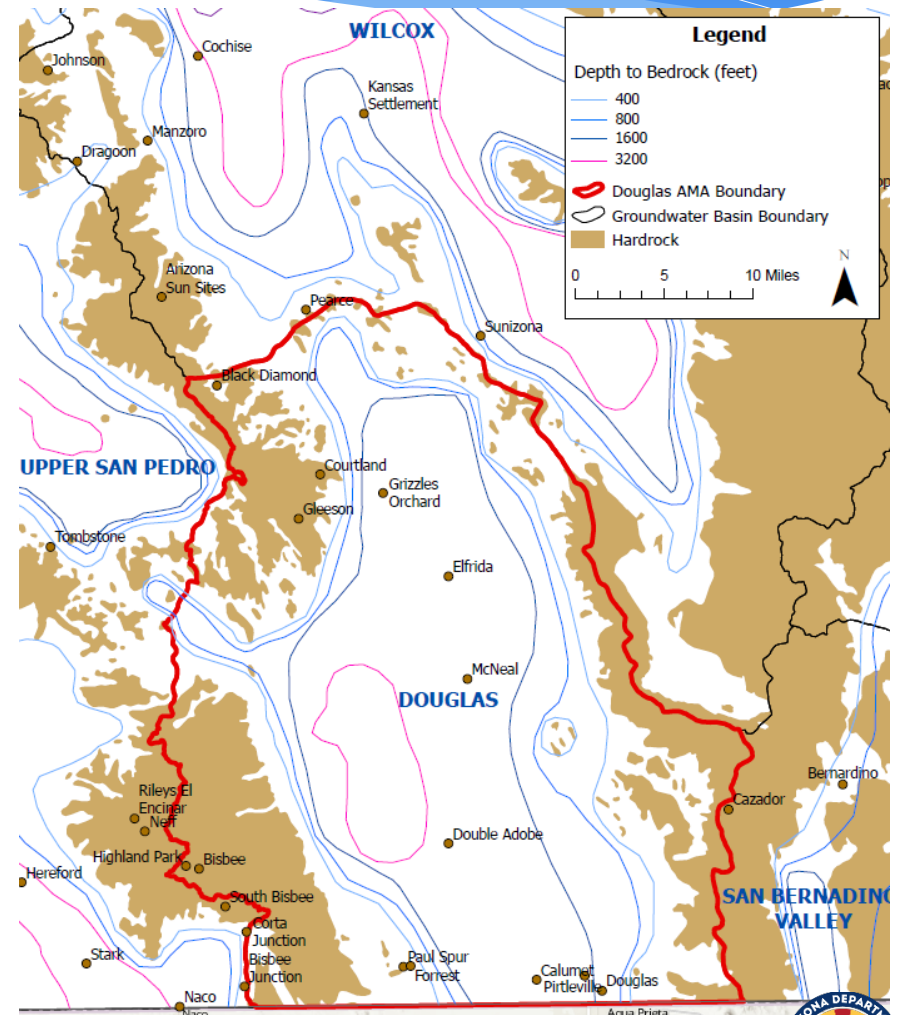 WILCOX
Cochise
Johnson
Kansas
Settlement
Manzoro
Dragoon
Legend
Depth to Bedrock (feet)
400
800
1600
3200
Douglas AMA Boundary
Groundwater Basin Boundary
Hardrock
N
0 5 10 Miles
Arizona
Sun Sites
Pearce
Sunizona
Black Diamond
UPPER SAN PEDRO
Courtland
Grizzles
Orchard
Gleeson
Tombstone
Elfrida
McNeal
DOUGLAS
Bernardino
Rileys El
Encinar
Neff
Cazador
Double Adobe
Highland Park
Bisbee
Hereford
South Bisbee
SAN BERNADINO
VALLEY
Corta
Junction
Stark
Bisbee
Junction
Paul Spur
Forrest
Calumet
Pirtleville
Douglas
Naco
Naco
Agua Prieta